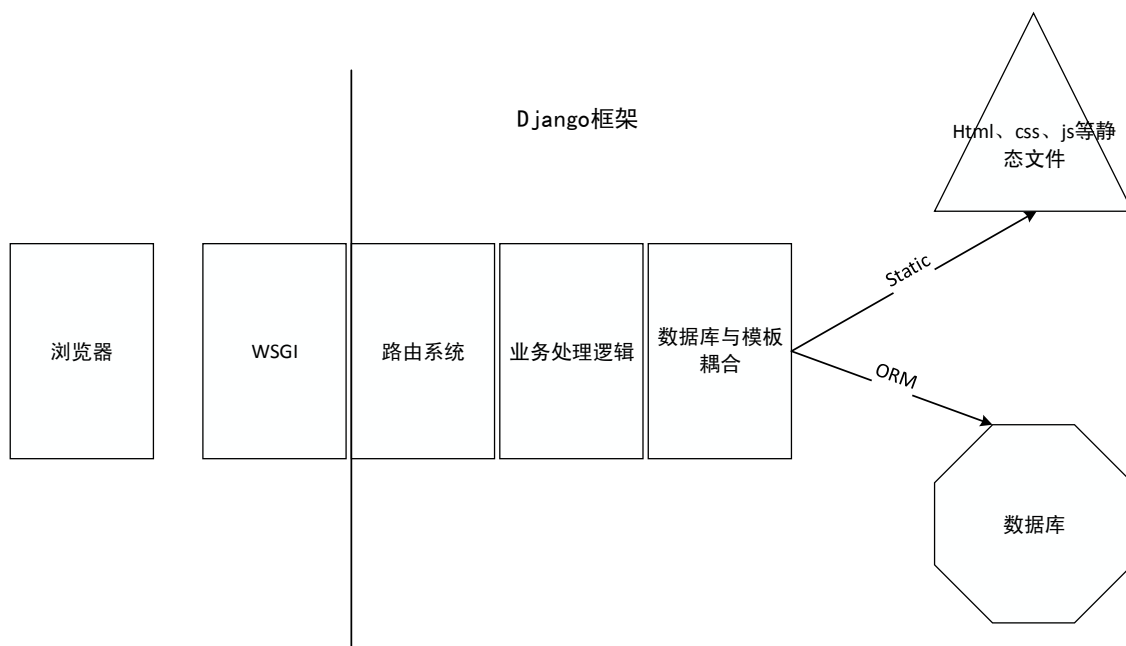 Django框架
Html、css、js等静
态文件
Static
浏览器
WSGI
路由系统
业务处理逻辑
数据库与模板
耦合
ORM
数据库